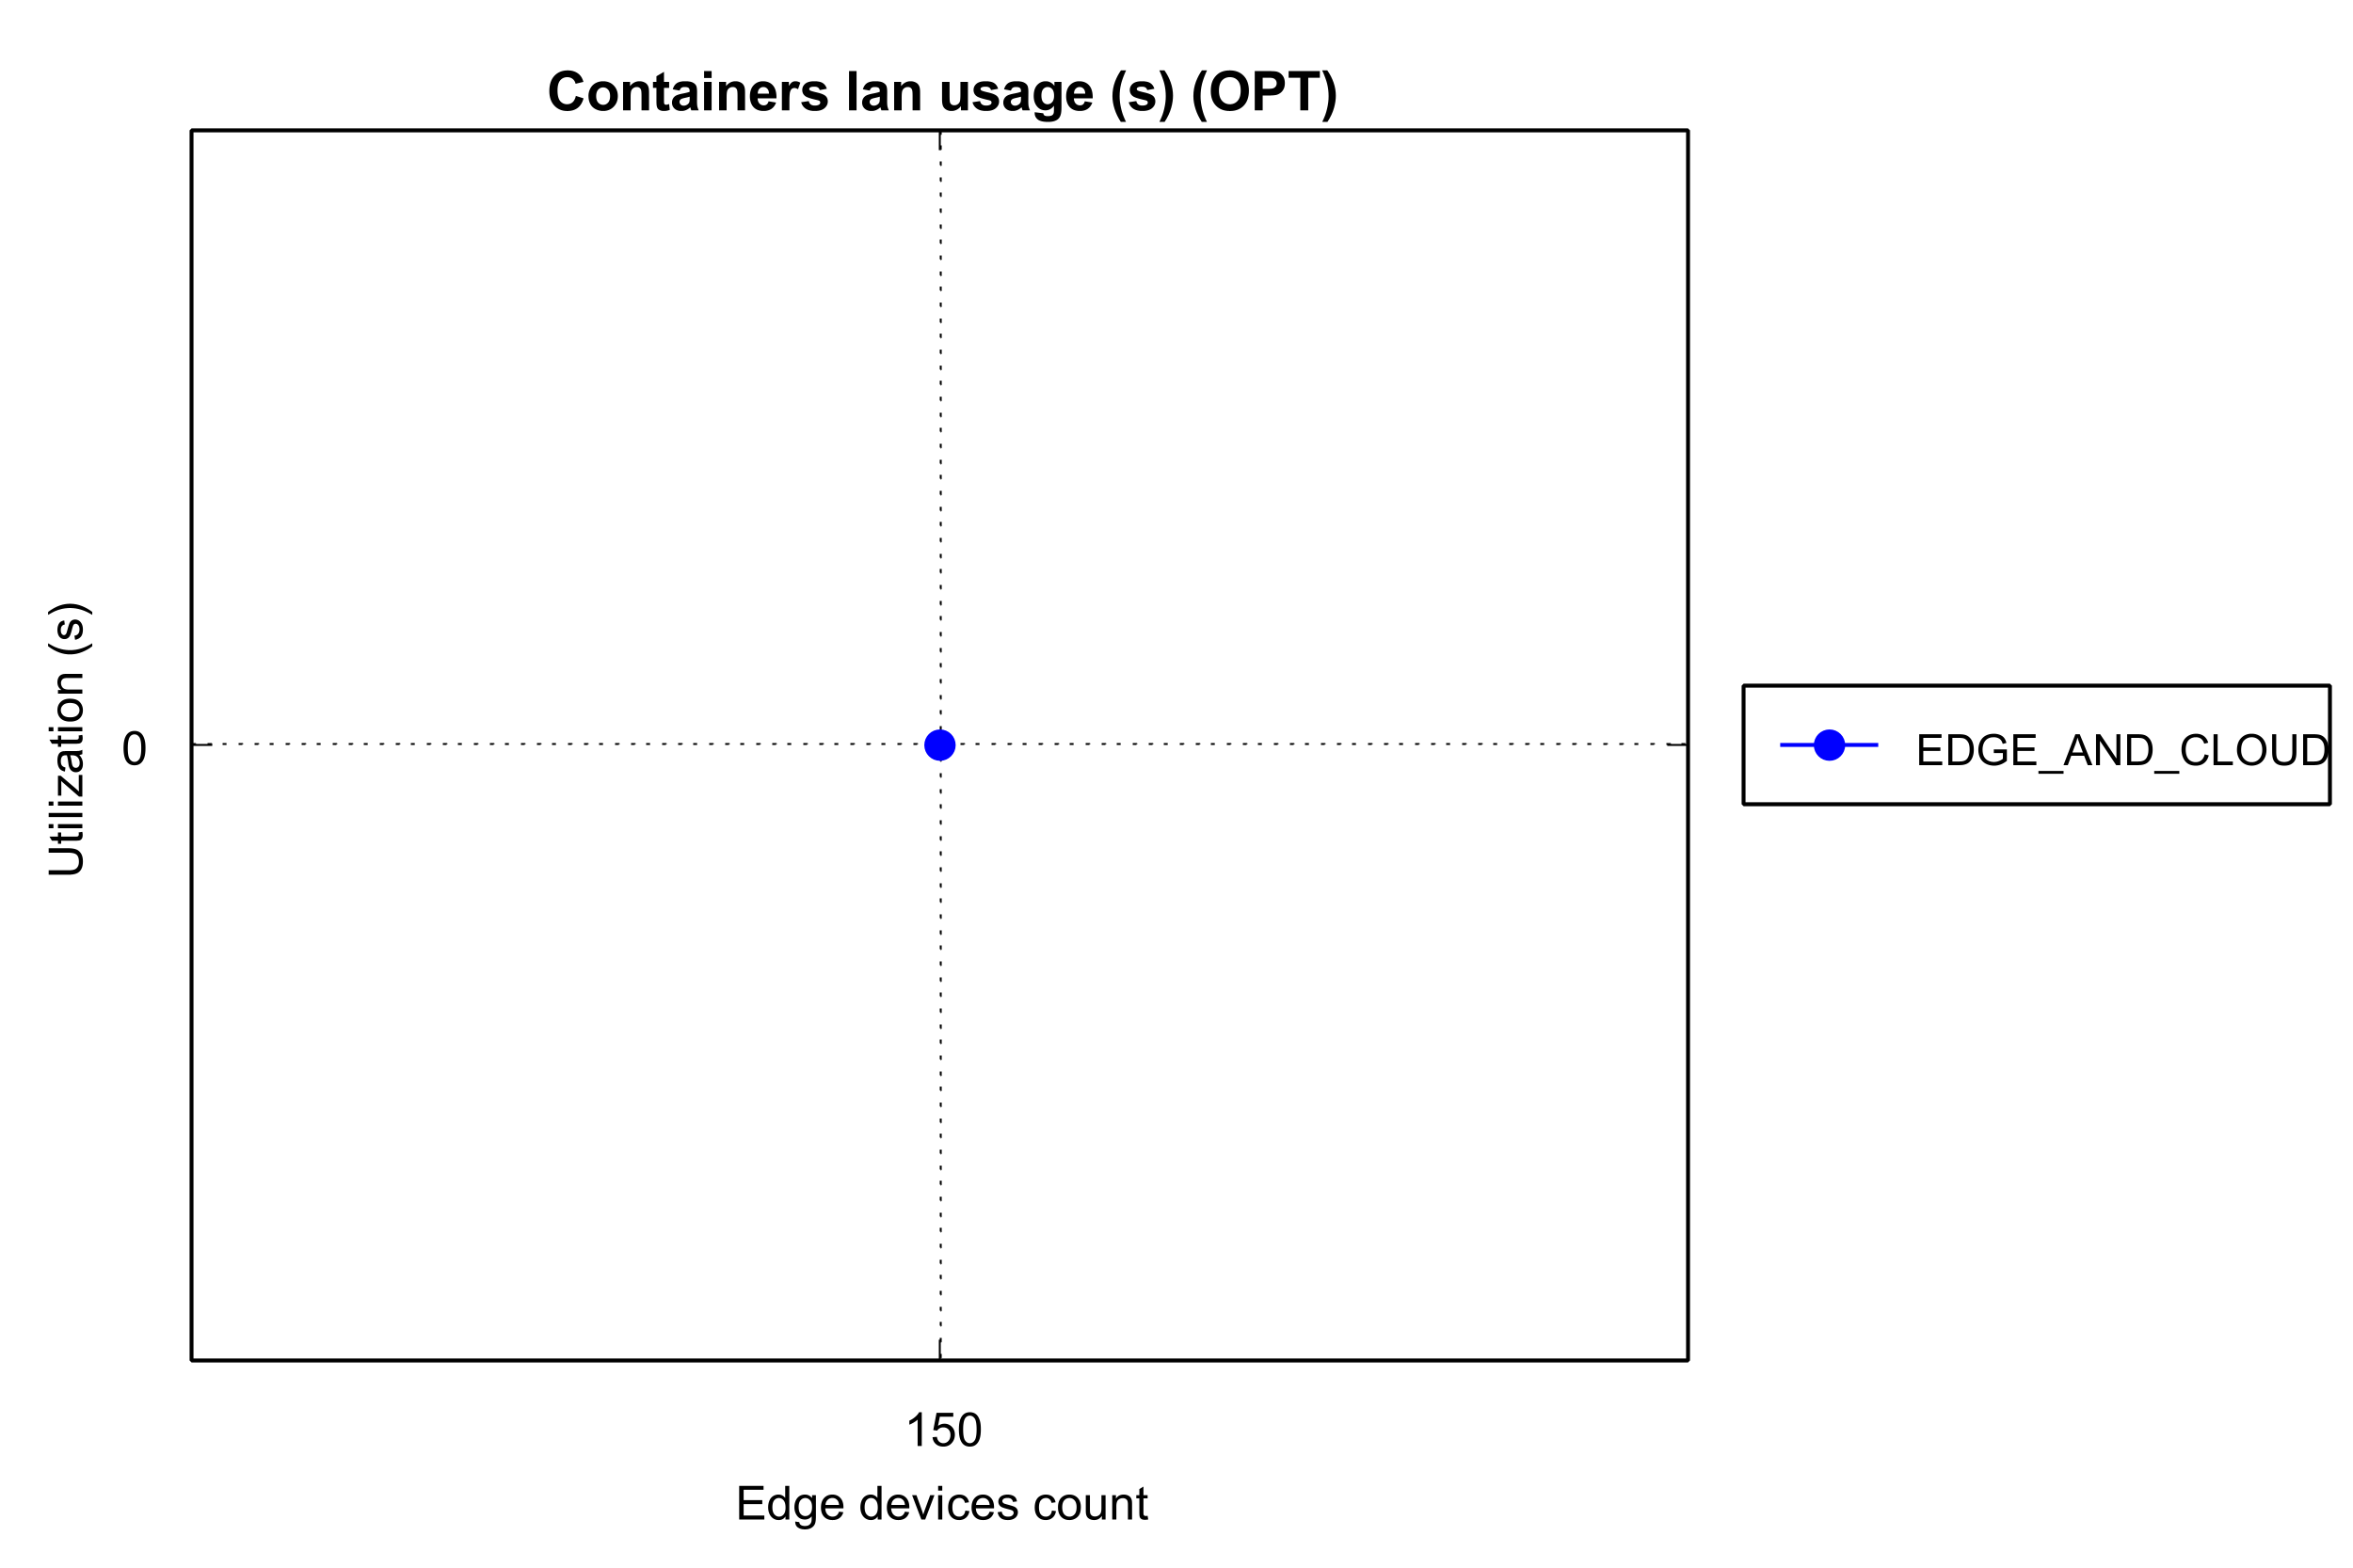 Containers lan usage (s) (OPT)
Utilization (s)
0
EDGE_AND_CLOUD
150
Edge devices count